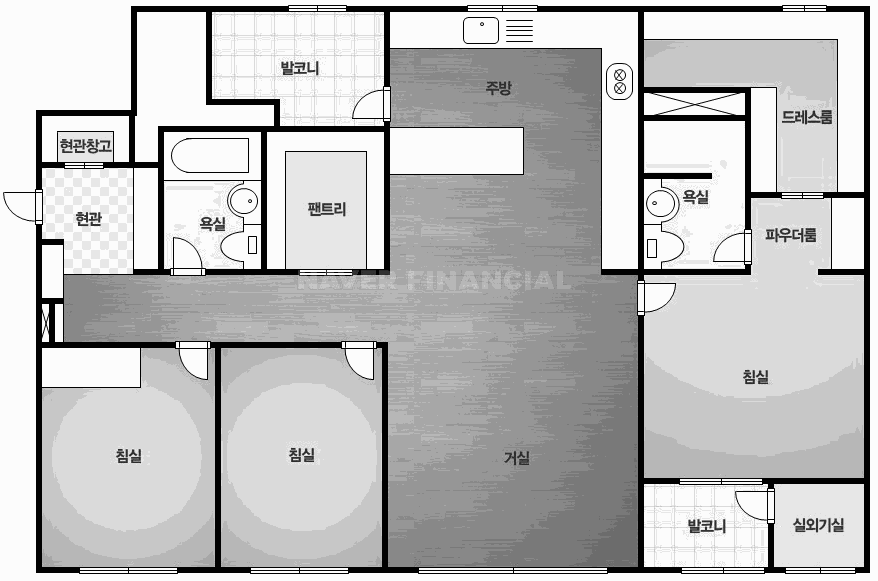 발코니
주방
드레스룸
현관창고
현관
욕실
팬트리
욕실
파우더룸
NAVER FINANCIAL
침실
침실
침실
거실
발코니
실외기실